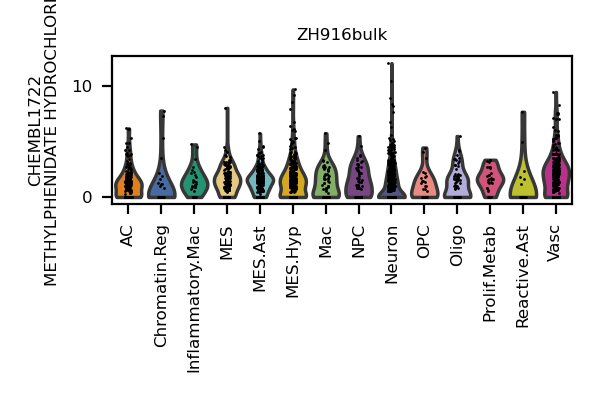 ZH916bulk
CHEMBL1722
METHYLPHENIDATE
10
0
AC
Chromatin.Reg
Inflammatory.Mac
MES
MES.Ast
MES.Hyp
Mac
NPC
Neuron
OPC
Oligo
Prolif.Metab
Reactive.Ast
Vasc